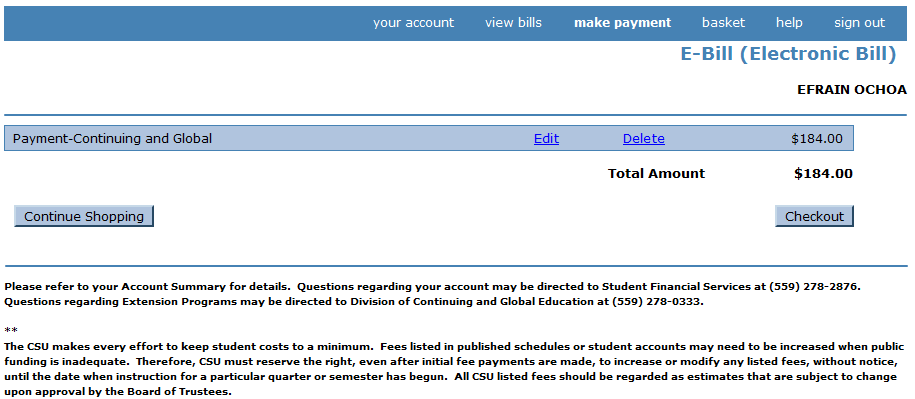 your account view bills make payment basket help sign out
E-Bill (Electronic Bill)
EFRAIN OCHOA
Payment-Continuing and Global Edit Delete $184.00
Total Amount $184.00
Continue Shopping Checkout
Please refer to your Account Summary for details. Questions regarding your account may be directed to Student Financial Services at (559) 278-2876.
Questions regarding Extension Programs may be directed to Division of Continuing and Global Education at (559) 278-0333.
**
The CSU makes every effort to keep student costs to a minimum. Fees listed in published schedules or student accounts may need to be increased when public
funding is inadequate. Therefore, CSU must reserve the right, even after initial fee payments are made, to increase or modify any listed fees, without notice,
until the date when instruction for a particular quarter or semester has begun. All CSU listed fees should be regarded as estimates that are subject to change
upon approval by the Board of Trustees.